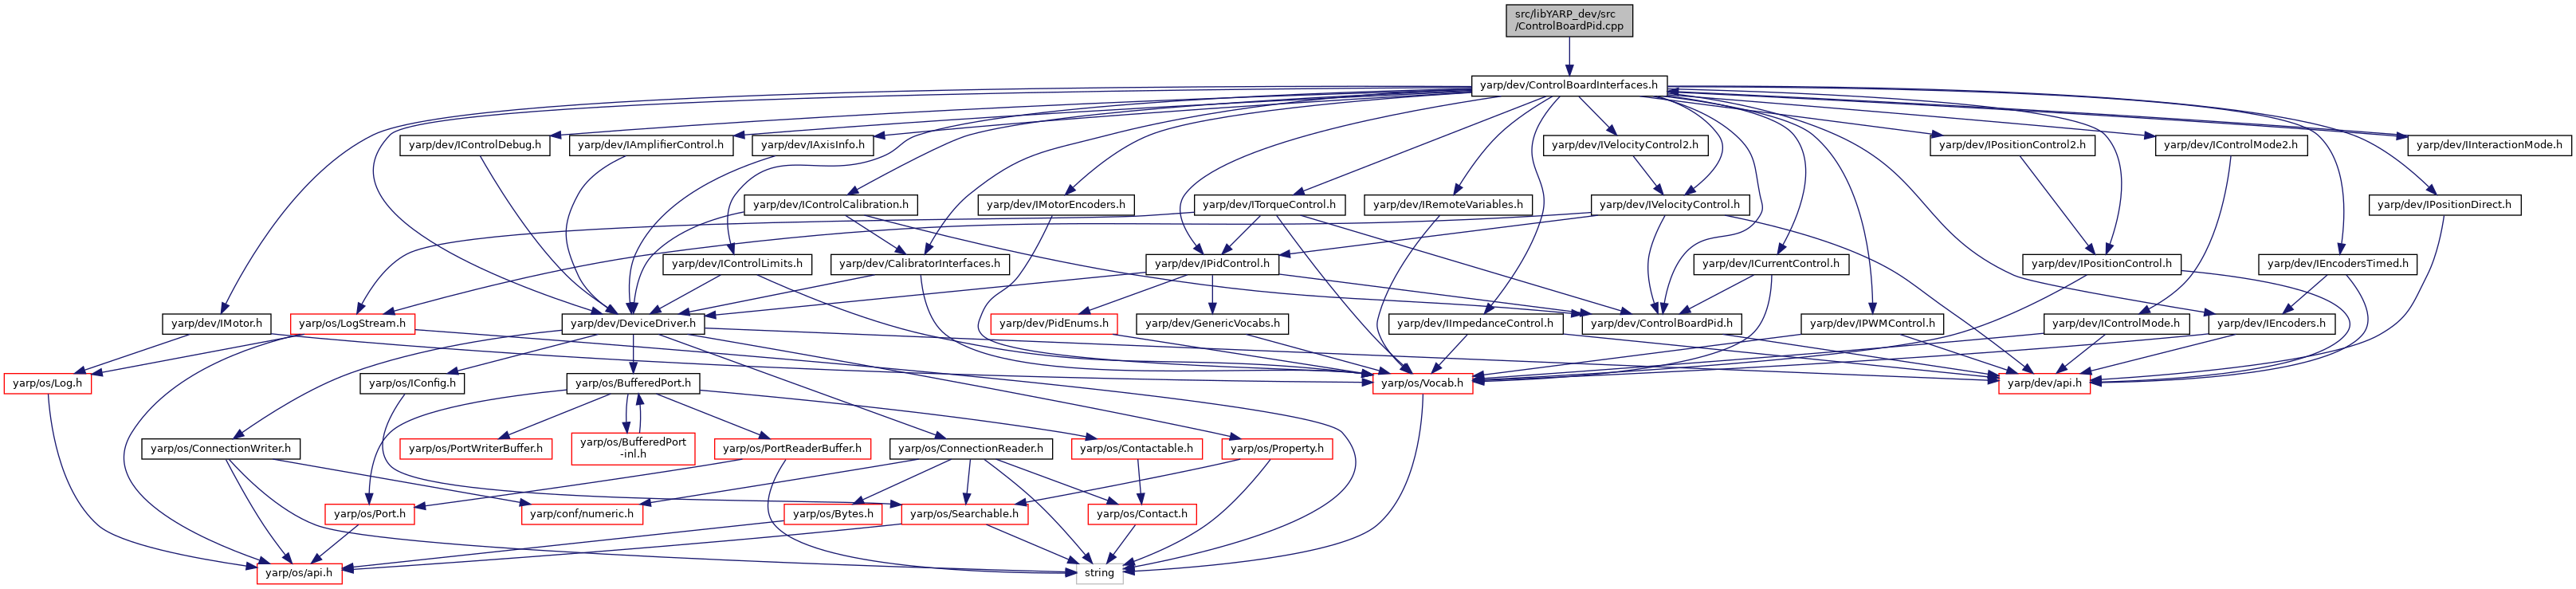 src/libYARP_dev/src
/ControlBoardPid.cpp
yarp/dev/ControlBoardInterfaces.h
yarp/dev/IControlDebug.h
yarp/dev/IAmplifierControl.h
yarp/dev/IAxisInfo.h
yarp/dev/IVelocityControl2.h
yarp/dev/IPositionControl2.h
yarp/dev/IControlMode2.h
yarp/dev/IInteractionMode.h
yarp/dev/IControlCalibration.h
yarp/dev/IMotorEncoders.h
yarp/dev/ITorqueControl.h
yarp/dev/IRemoteVariables.h
yarp/dev/IVelocityControl.h
yarp/dev/IPositionDirect.h
yarp/dev/IControlLimits.h
yarp/dev/CalibratorInterfaces.h
yarp/dev/IPidControl.h
yarp/dev/ICurrentControl.h
yarp/dev/IPositionControl.h
yarp/dev/IEncodersTimed.h
yarp/dev/IMotor.h
yarp/os/LogStream.h
yarp/dev/DeviceDriver.h
yarp/dev/PidEnums.h
yarp/dev/GenericVocabs.h
yarp/dev/IImpedanceControl.h
yarp/dev/ControlBoardPid.h
yarp/dev/IPWMControl.h
yarp/dev/IControlMode.h
yarp/dev/IEncoders.h
yarp/os/Log.h
yarp/os/IConfig.h
yarp/os/BufferedPort.h
yarp/os/Vocab.h
yarp/dev/api.h
yarp/os/ConnectionWriter.h
yarp/os/PortWriterBuffer.h
yarp/os/BufferedPort
-inl.h
yarp/os/PortReaderBuffer.h
yarp/os/ConnectionReader.h
yarp/os/Contactable.h
yarp/os/Property.h
yarp/os/Port.h
yarp/conf/numeric.h
yarp/os/Bytes.h
yarp/os/Searchable.h
yarp/os/Contact.h
yarp/os/api.h
string